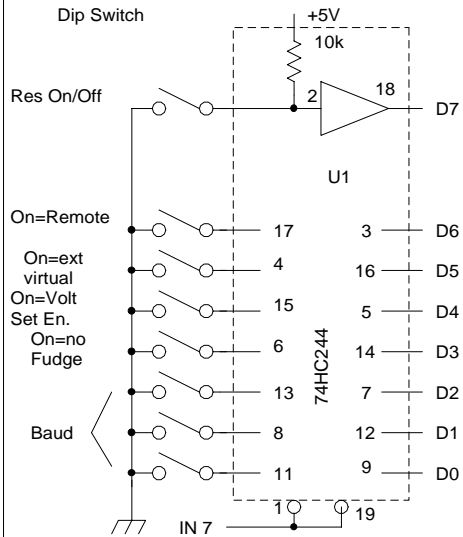 Dip Switch
+5V
10k
Res On/Off
2
18
D7
U1
On=Remote
17
3
D6
On=ext
virtual
4
16
D5
On=Volt
Set En.
15
5
D4
On=no
Fudge
6
14
D3
74HC244
13
7
D2
Baud
8
12
D1
11
9
D0
1
19
IN 7